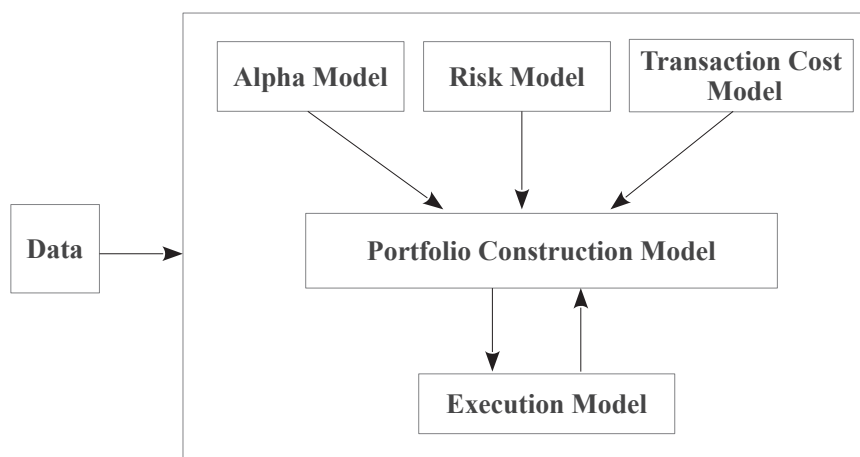 Alpha Model
Risk Model
Transaction Cost
Model
Data
Portfolio Construction Model
Execution Model